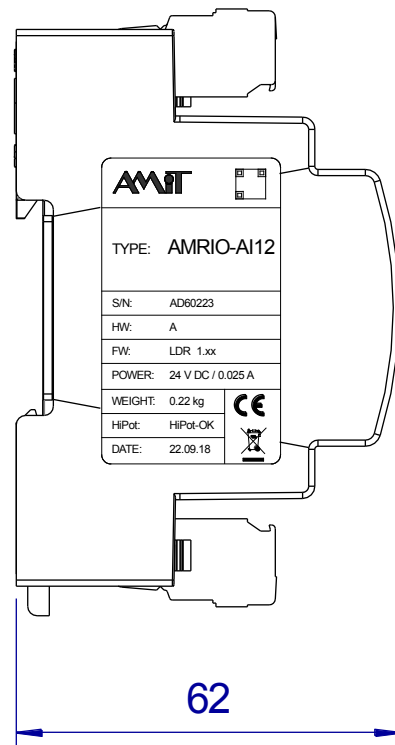 AMiT
TYPE: AMRIO-AI12
S/N: AD60223
HW: A
FW: LDR 1.xx
POWER: 24 V DC / 0.025 A
WEIGHT: 0.22 kg
HiPot: HiPot-OK
DATE: 22.09.18
CE
62